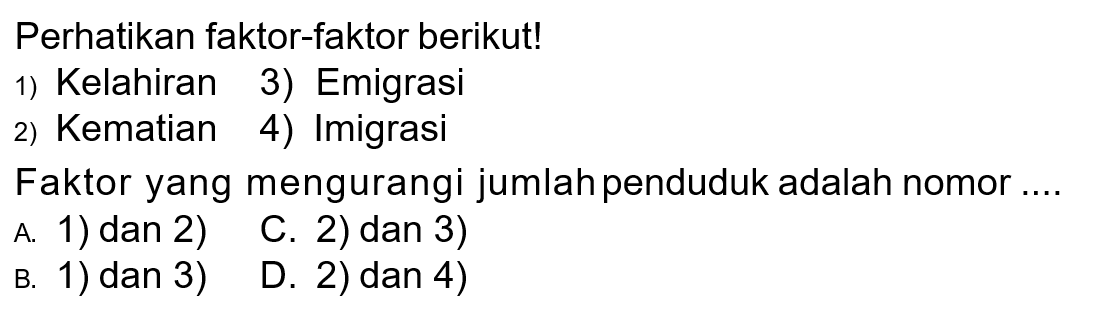 Perhatikan faktor-faktor berikut!
1) Kelahiran 3) Emigrasi
2) Kematian 4) Imigrasi
Faktor yang mengurangi jumlah penduduk adalah nomor ....
A. 1) dan 2) C. 2) dan 3)
B. 1) dan 3) D. 2) dan 4)